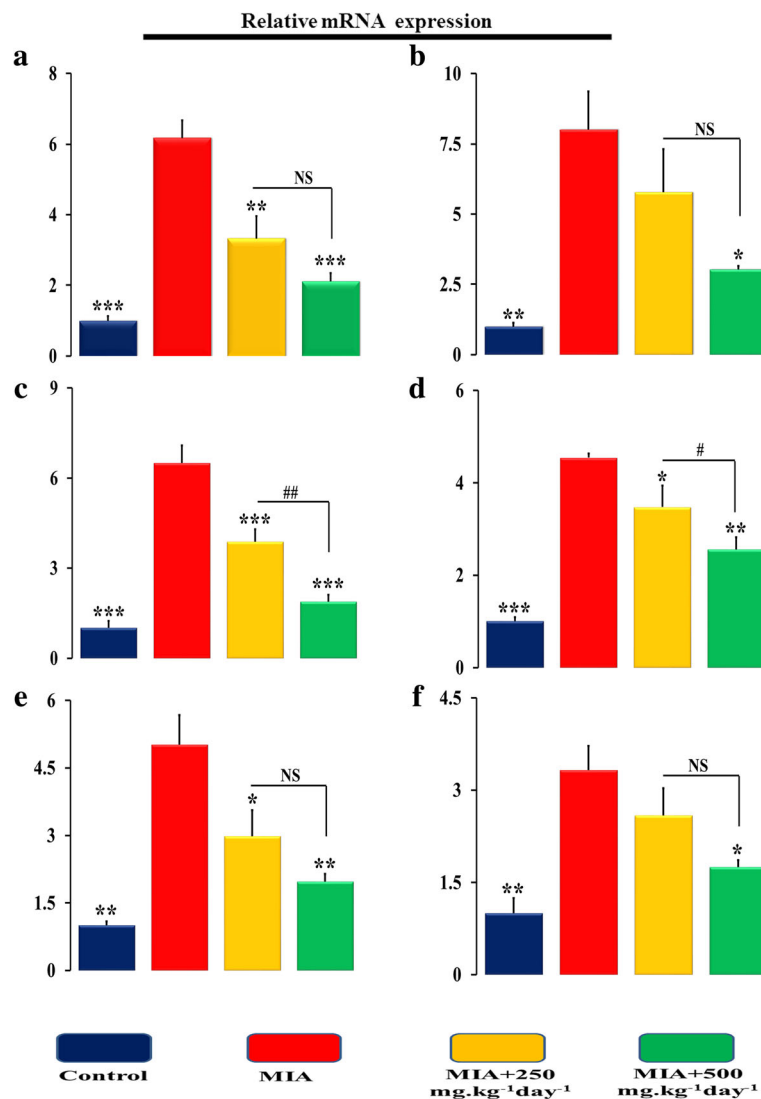 Relative mRNA expression
a
8
6
4
2
0
***
**
***
NS
b
10
7.5
5
2.5
0
**
*
NS
c
9
6
3
0
***
***
***
##
d
6
4
2
0
***
*
**
#
e
6
4.5
3
1.5
0
**
*
**
NS
f
4.5
3
1.5
0
**
*
NS
Control
MIA
MIA+250
mg.kg⁻¹day⁻¹
MIA+500
mg.kg⁻¹day⁻¹